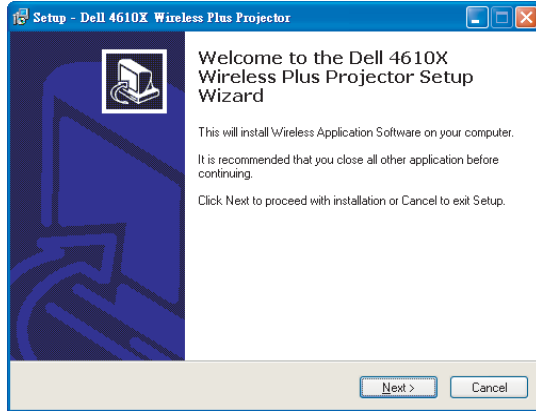 Setup - Dell 4610X Wireless Plus Projector
Welcome to the Dell 4610X
Wireless Plus Projector Setup
Wizard
This will install Wireless Application Software on your computer.
It is recommended that you close all other application before
continuing.
Click Next to proceed with installation or Cancel to exit Setup.
Next >
Cancel